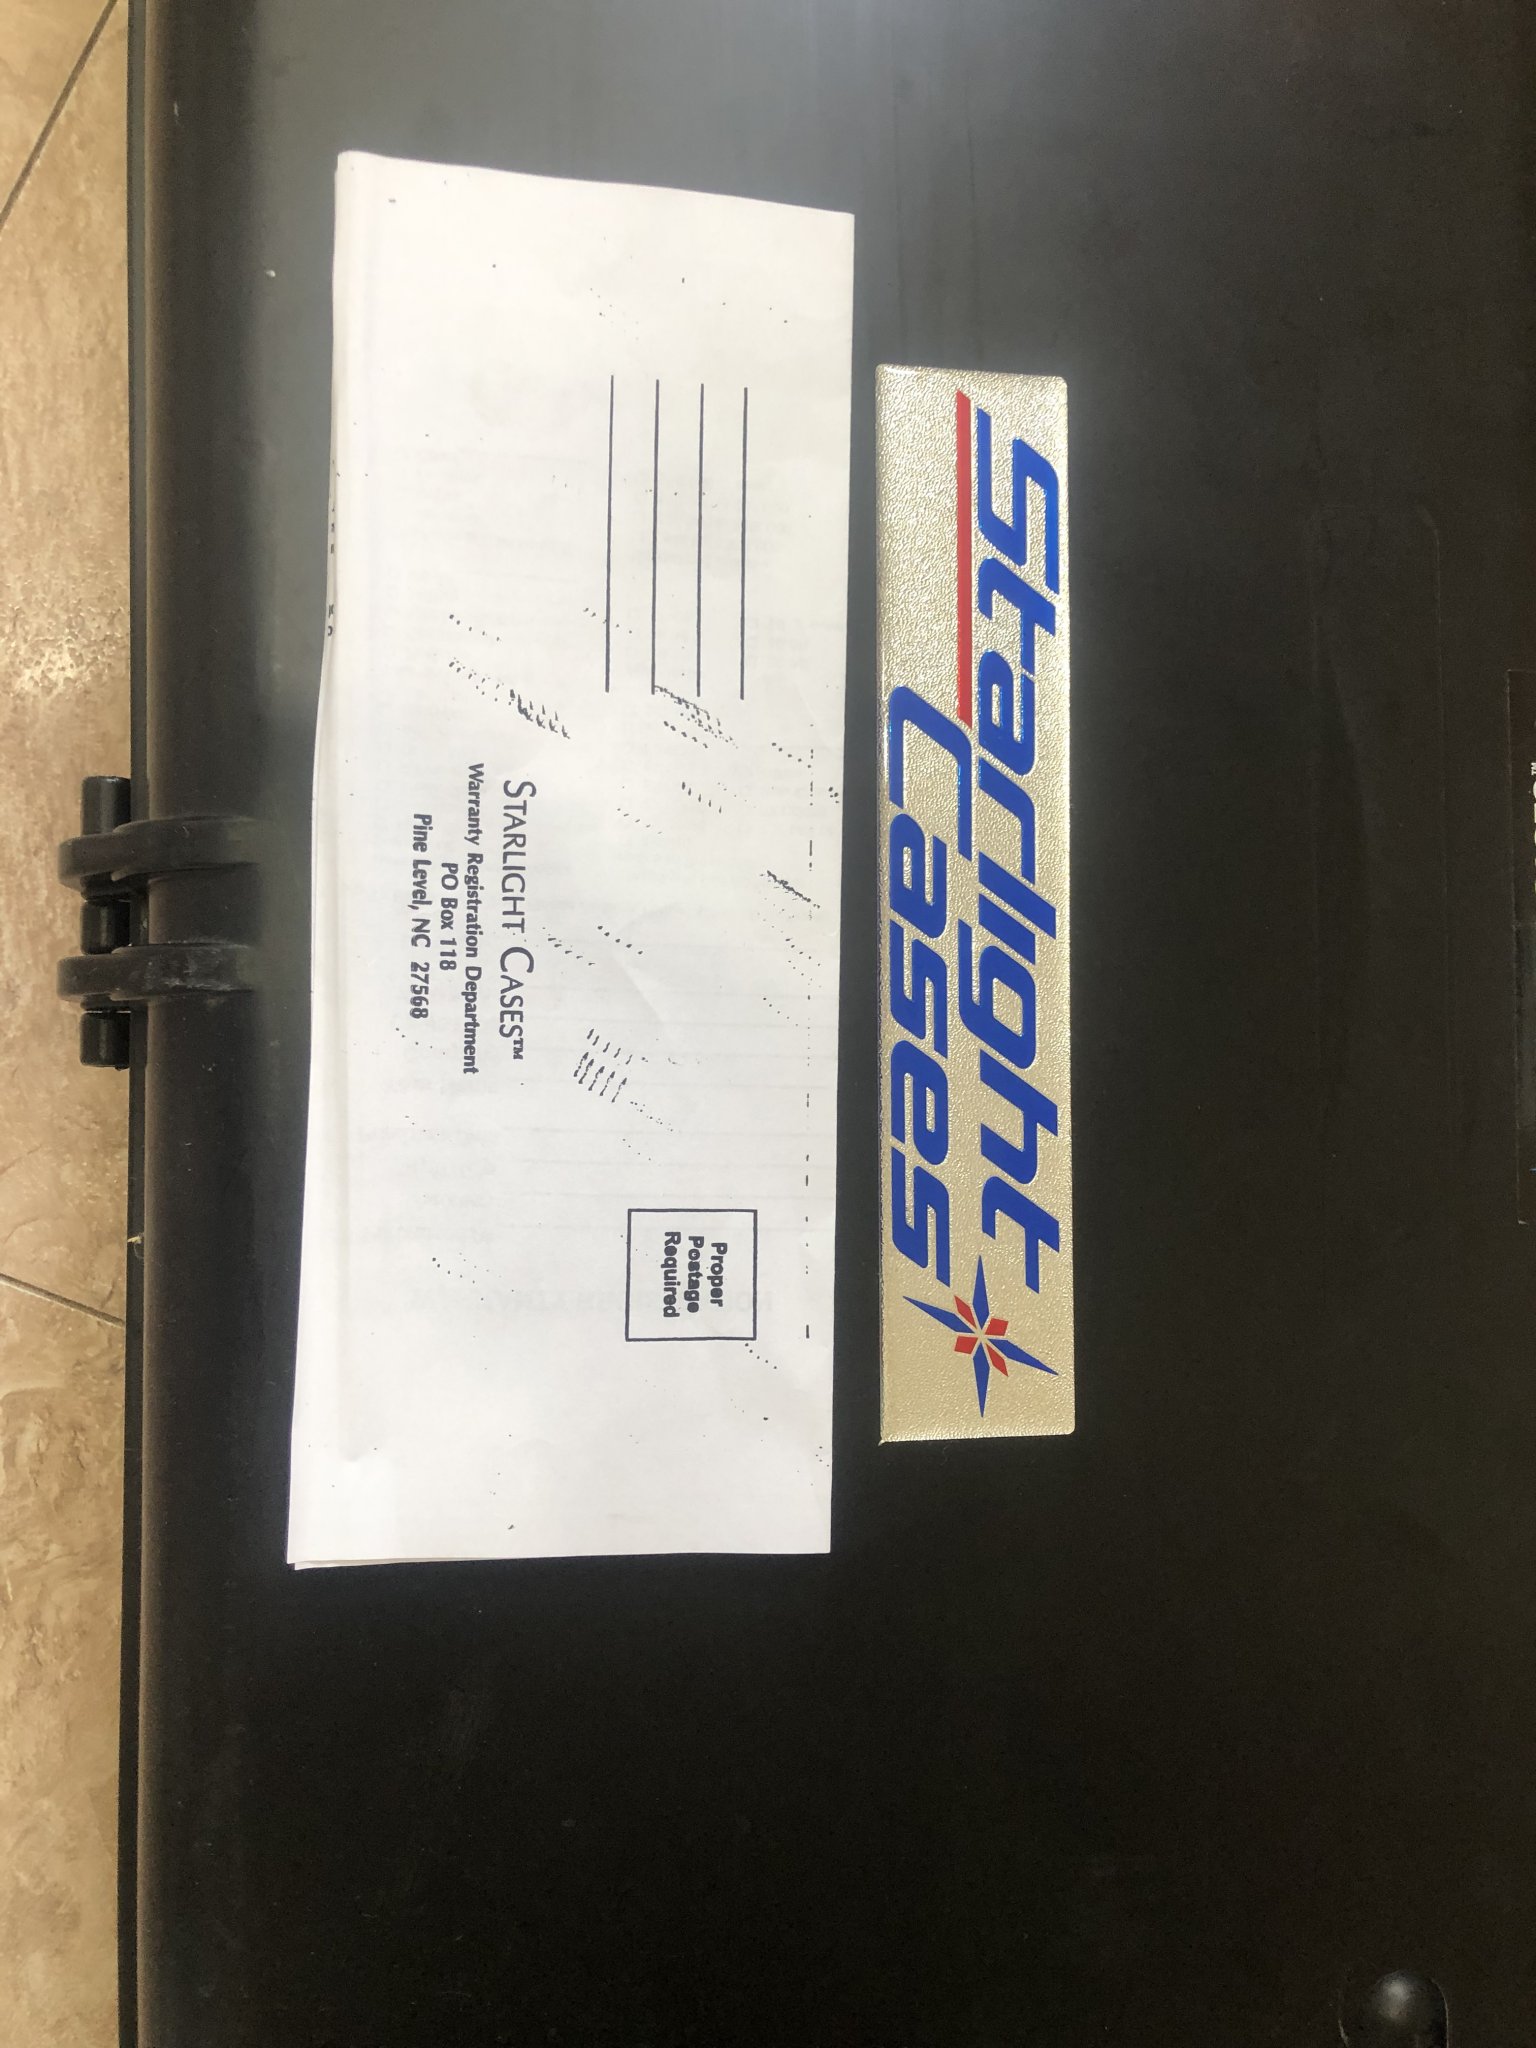 Starlight
Cases
Proper
Postage
Required
STARLIGHT CASES™
Warranty Registration Department
PO Box 118
Pine Level, NC 27568